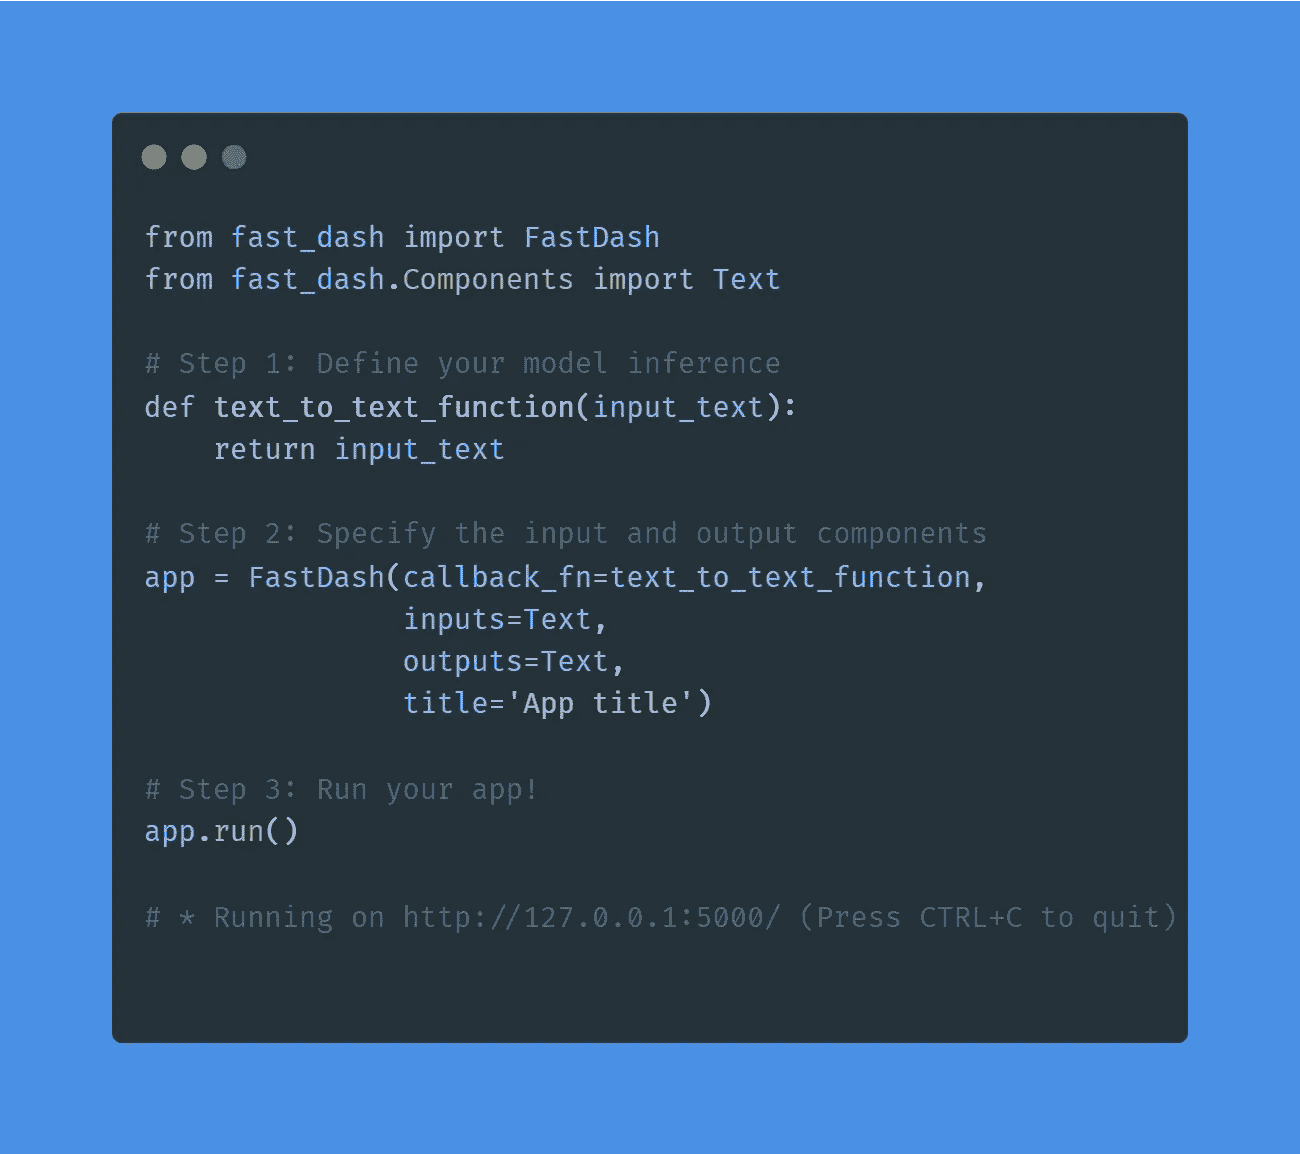 from fast_dash import FastDash
from fast_dash.Components import Text
# Step 1: Define your model inference
def text_to_text_function(input_text):
    return input_text
# Step 2: Specify the input and output components
app = FastDash(callback_fn=text_to_text_function,
               inputs=Text,
               outputs=Text,
               title='App title')
# Step 3: Run your app!
app.run()
# * Running on http://127.0.0.1:5000/ (Press CTRL+C to quit)